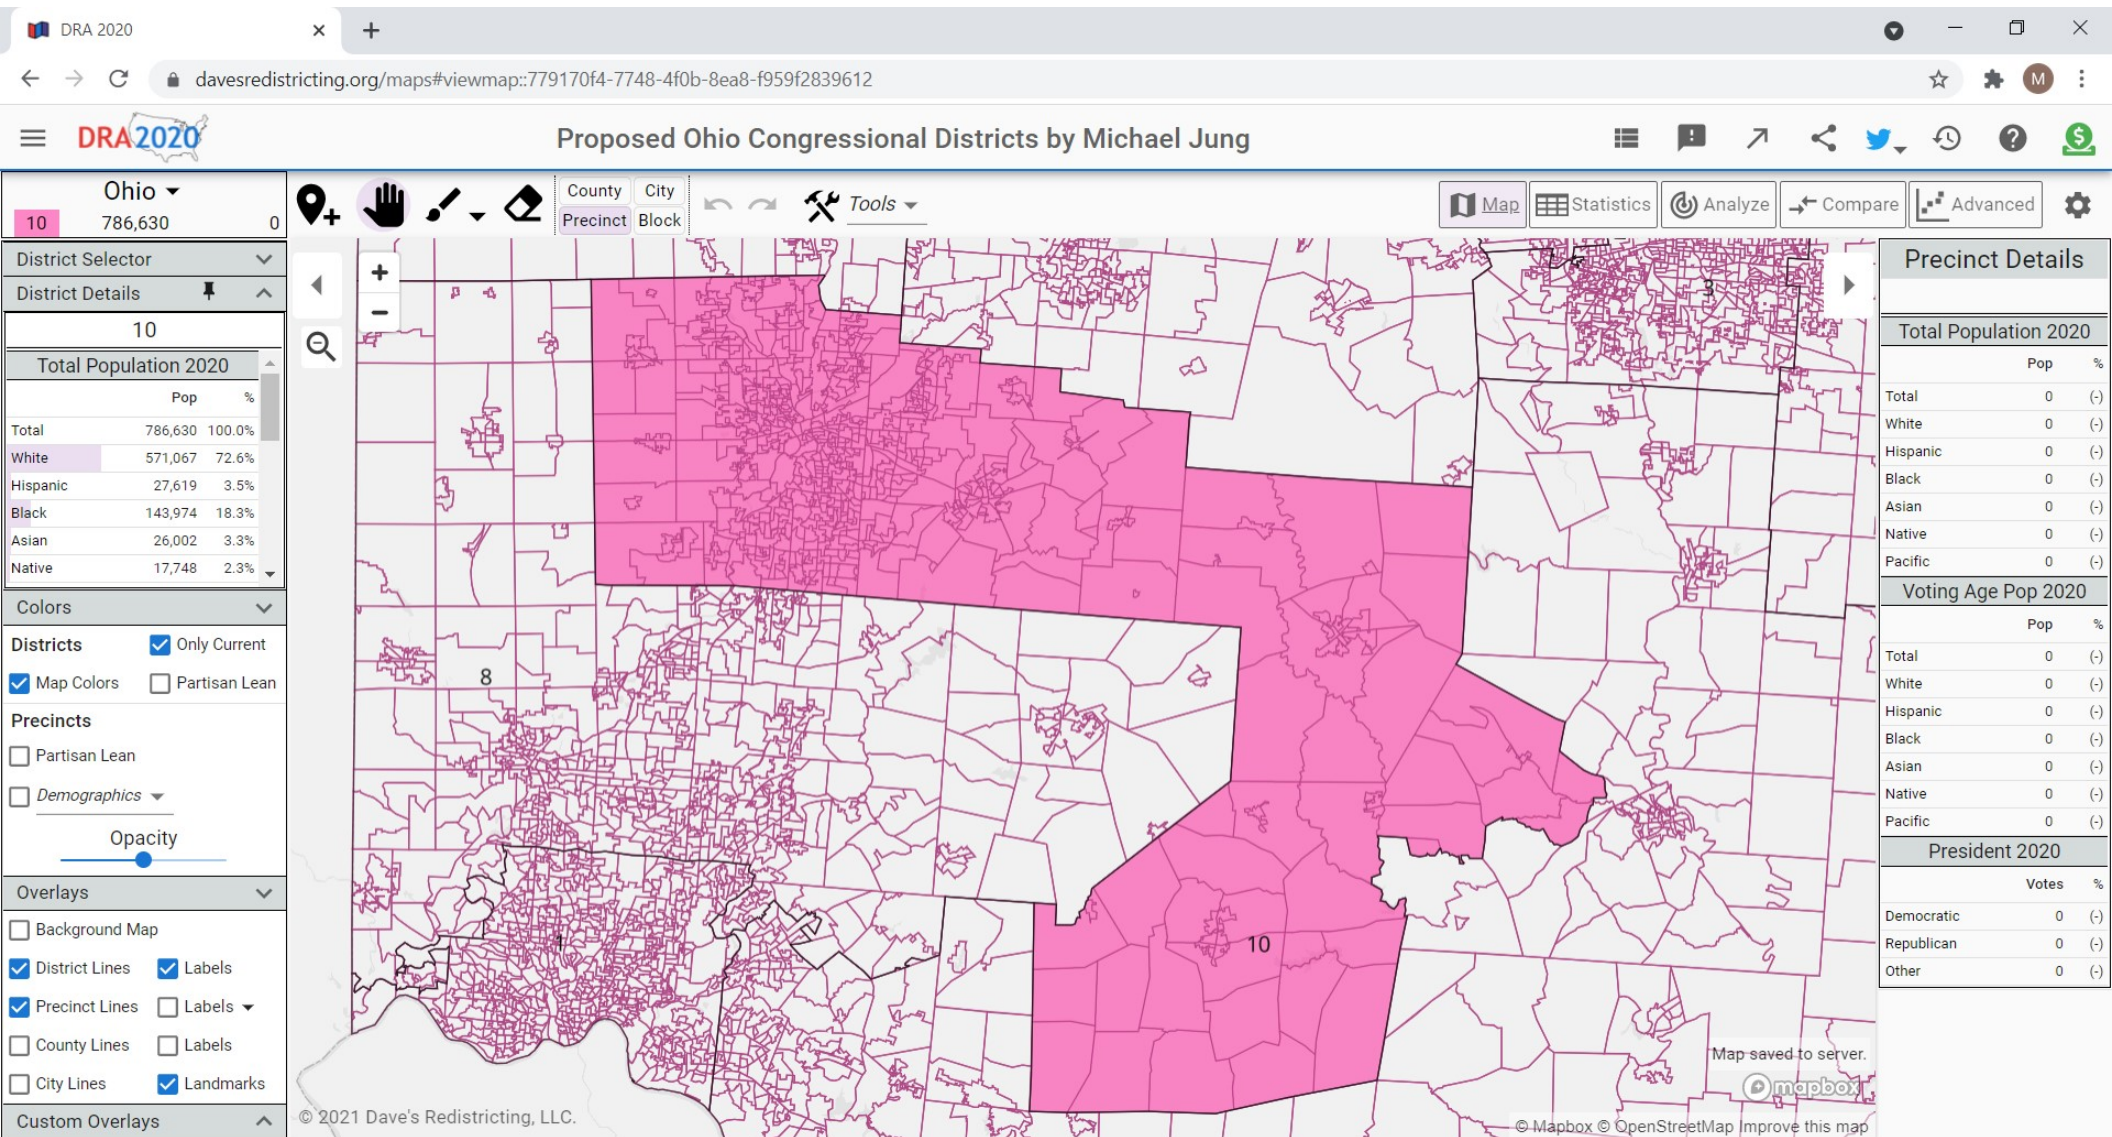 DRA 2020
davesredistricting.org/maps#viewmap::779170f4-7748-4f0b-8ea8-f959f2839612
M
DRA2020
Proposed Ohio Congressional Districts by Michael Jung
Ohio
10 786,630 0
County City
Precinct Block
Tools
Map
Statistics
Analyze
Compare
Advanced
District Selector
District Details
10
Total Population 2020
Pop %
Total 786,630 100.0%
White 571,067 72.6%
Hispanic 27,619 3.5%
Black 143,974 18.3%
Asian 26,002 3.3%
Native 17,748 2.3%
Colors
Districts Only Current
Map Colors Partisan Lean
Precincts
Partisan Lean
Demographics
Opacity
Overlays
Background Map
District Lines Labels
Precinct Lines Labels
County Lines Labels
City Lines Landmarks
Custom Overlays
3
8
1
10
Map saved to server.
mapbox
© 2021 Dave's Redistricting, LLC.
© Mapbox © OpenStreetMap Improve this map
Precinct Details
Total Population 2020
Pop %
Total 0 (-)
White 0 (-)
Hispanic 0 (-)
Black 0 (-)
Asian 0 (-)
Native 0 (-)
Pacific 0 (-)
Voting Age Pop 2020
Pop %
Total 0 (-)
White 0 (-)
Hispanic 0 (-)
Black 0 (-)
Asian 0 (-)
Native 0 (-)
Pacific 0 (-)
President 2020
Votes %
Democratic 0 (-)
Republican 0 (-)
Other 0 (-)